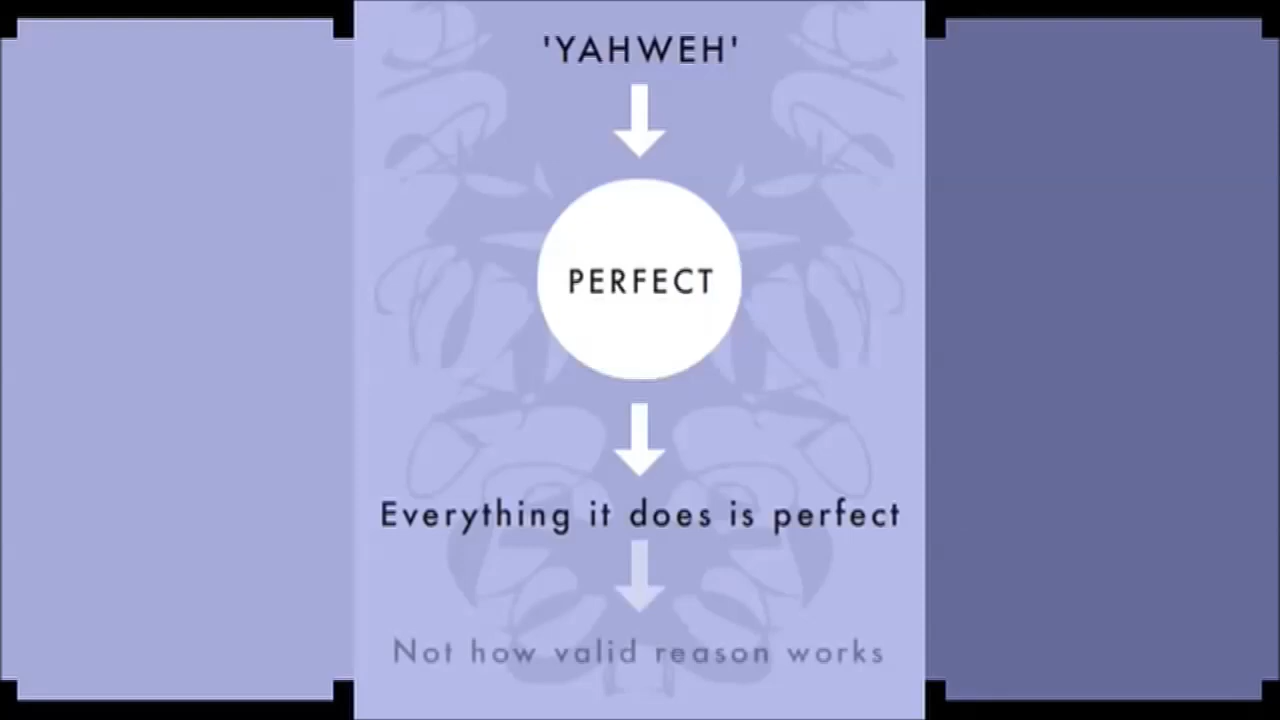 'YAHWEH'
PERFECT
Everything it does is perfect
Not how valid reason works